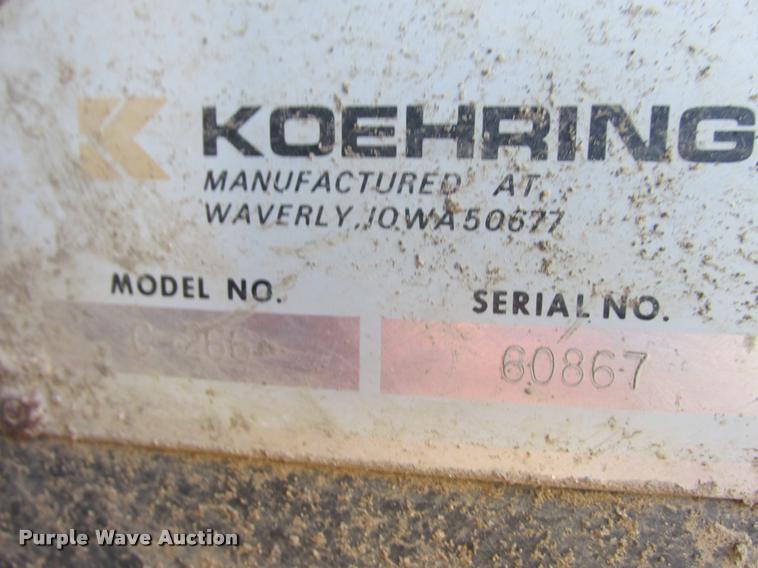 KOEHRING
MANUFACTURED AT
WAVERLY, IOWA 50677
MODEL NO.
SERIAL NO.
60867
Purple Wave Auction